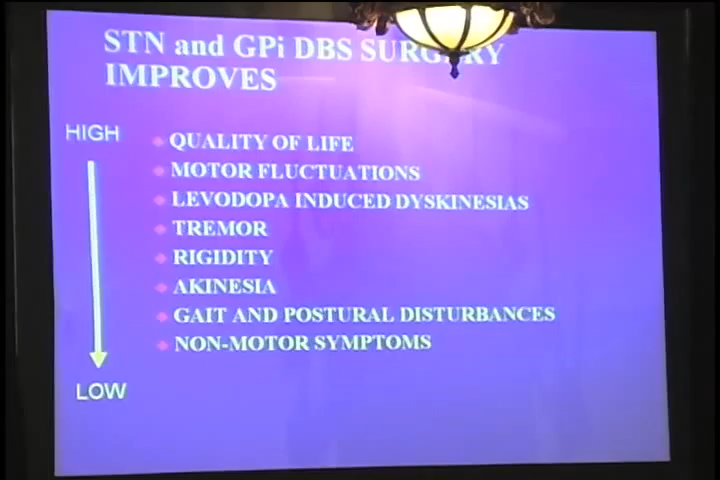 STN and GPi DBS SURGERY
IMPROVES
HIGH
QUALITY OF LIFE
MOTOR FLUCTUATIONS
LEVODOPA INDUCED DYSKINESIAS
TREMOR
RIGIDITY
AKINESIA
GAIT AND POSTURAL DISTURBANCES
NON-MOTOR SYMPTOMS
LOW